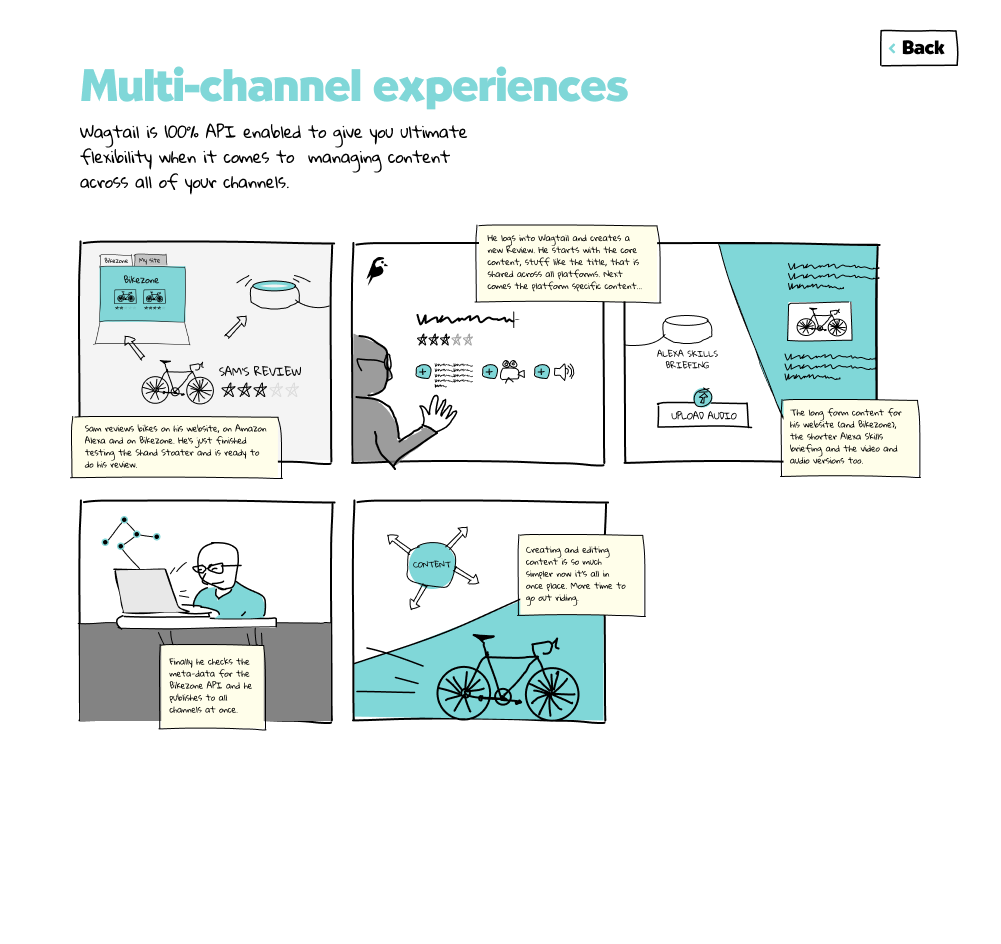 ‹ Back
Multi-channel experiences
Wagtail is 100% API enabled to give you ultimate
flexibility when it comes to managing content
across all of your channels.
Bikezone
My site
Bikezone
SAM'S REVIEW
Sam reviews bikes on his website, on Amazon
Alexa and on Bikezone. He's just finished
testing the Shand Stoater and is ready to
do his review.
He logs into Wagtail and creates a
new Review. He starts with the core
content, stuff like the title, that is
shared across all platforms. Next
comes the platform specific content...
ALEXA SKILLS
BRIEFING
UPLOAD AUDIO
The long form content for
his website (and Bikezone),
the shorter Alexa Skills
briefing and the video and
audio versions too.
Finally he checks the
meta-data for the
Bikezone API and he
publishes to all
channels at once.
CONTENT
Creating and editing
content is so much
simpler now it's all in
once place. More time to
go out riding.